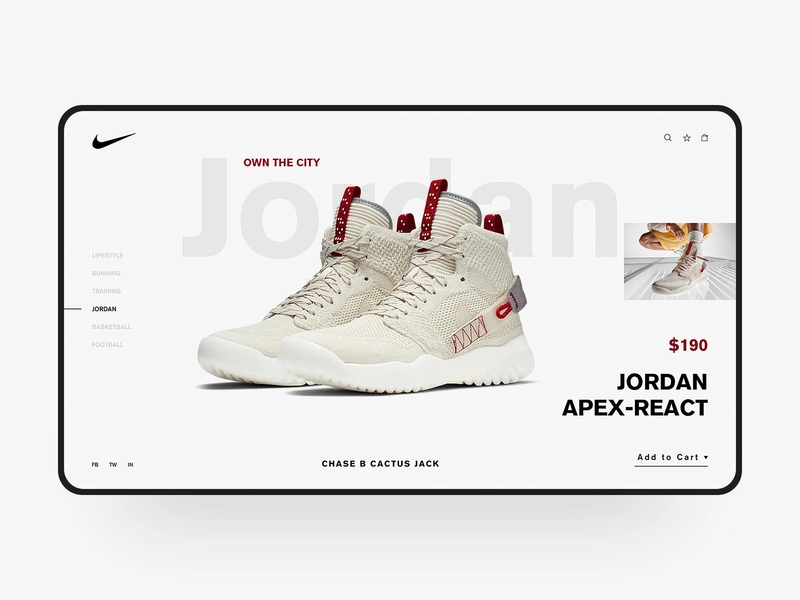 OWN THE CITY
Jordan
LIFESTYLE
RUNNING
TRAINING
JORDAN
BASKETBALL
FOOTBALL
$190
JORDAN
APEX-REACT
FB TW IN
CHASE B CACTUS JACK
Add to Cart